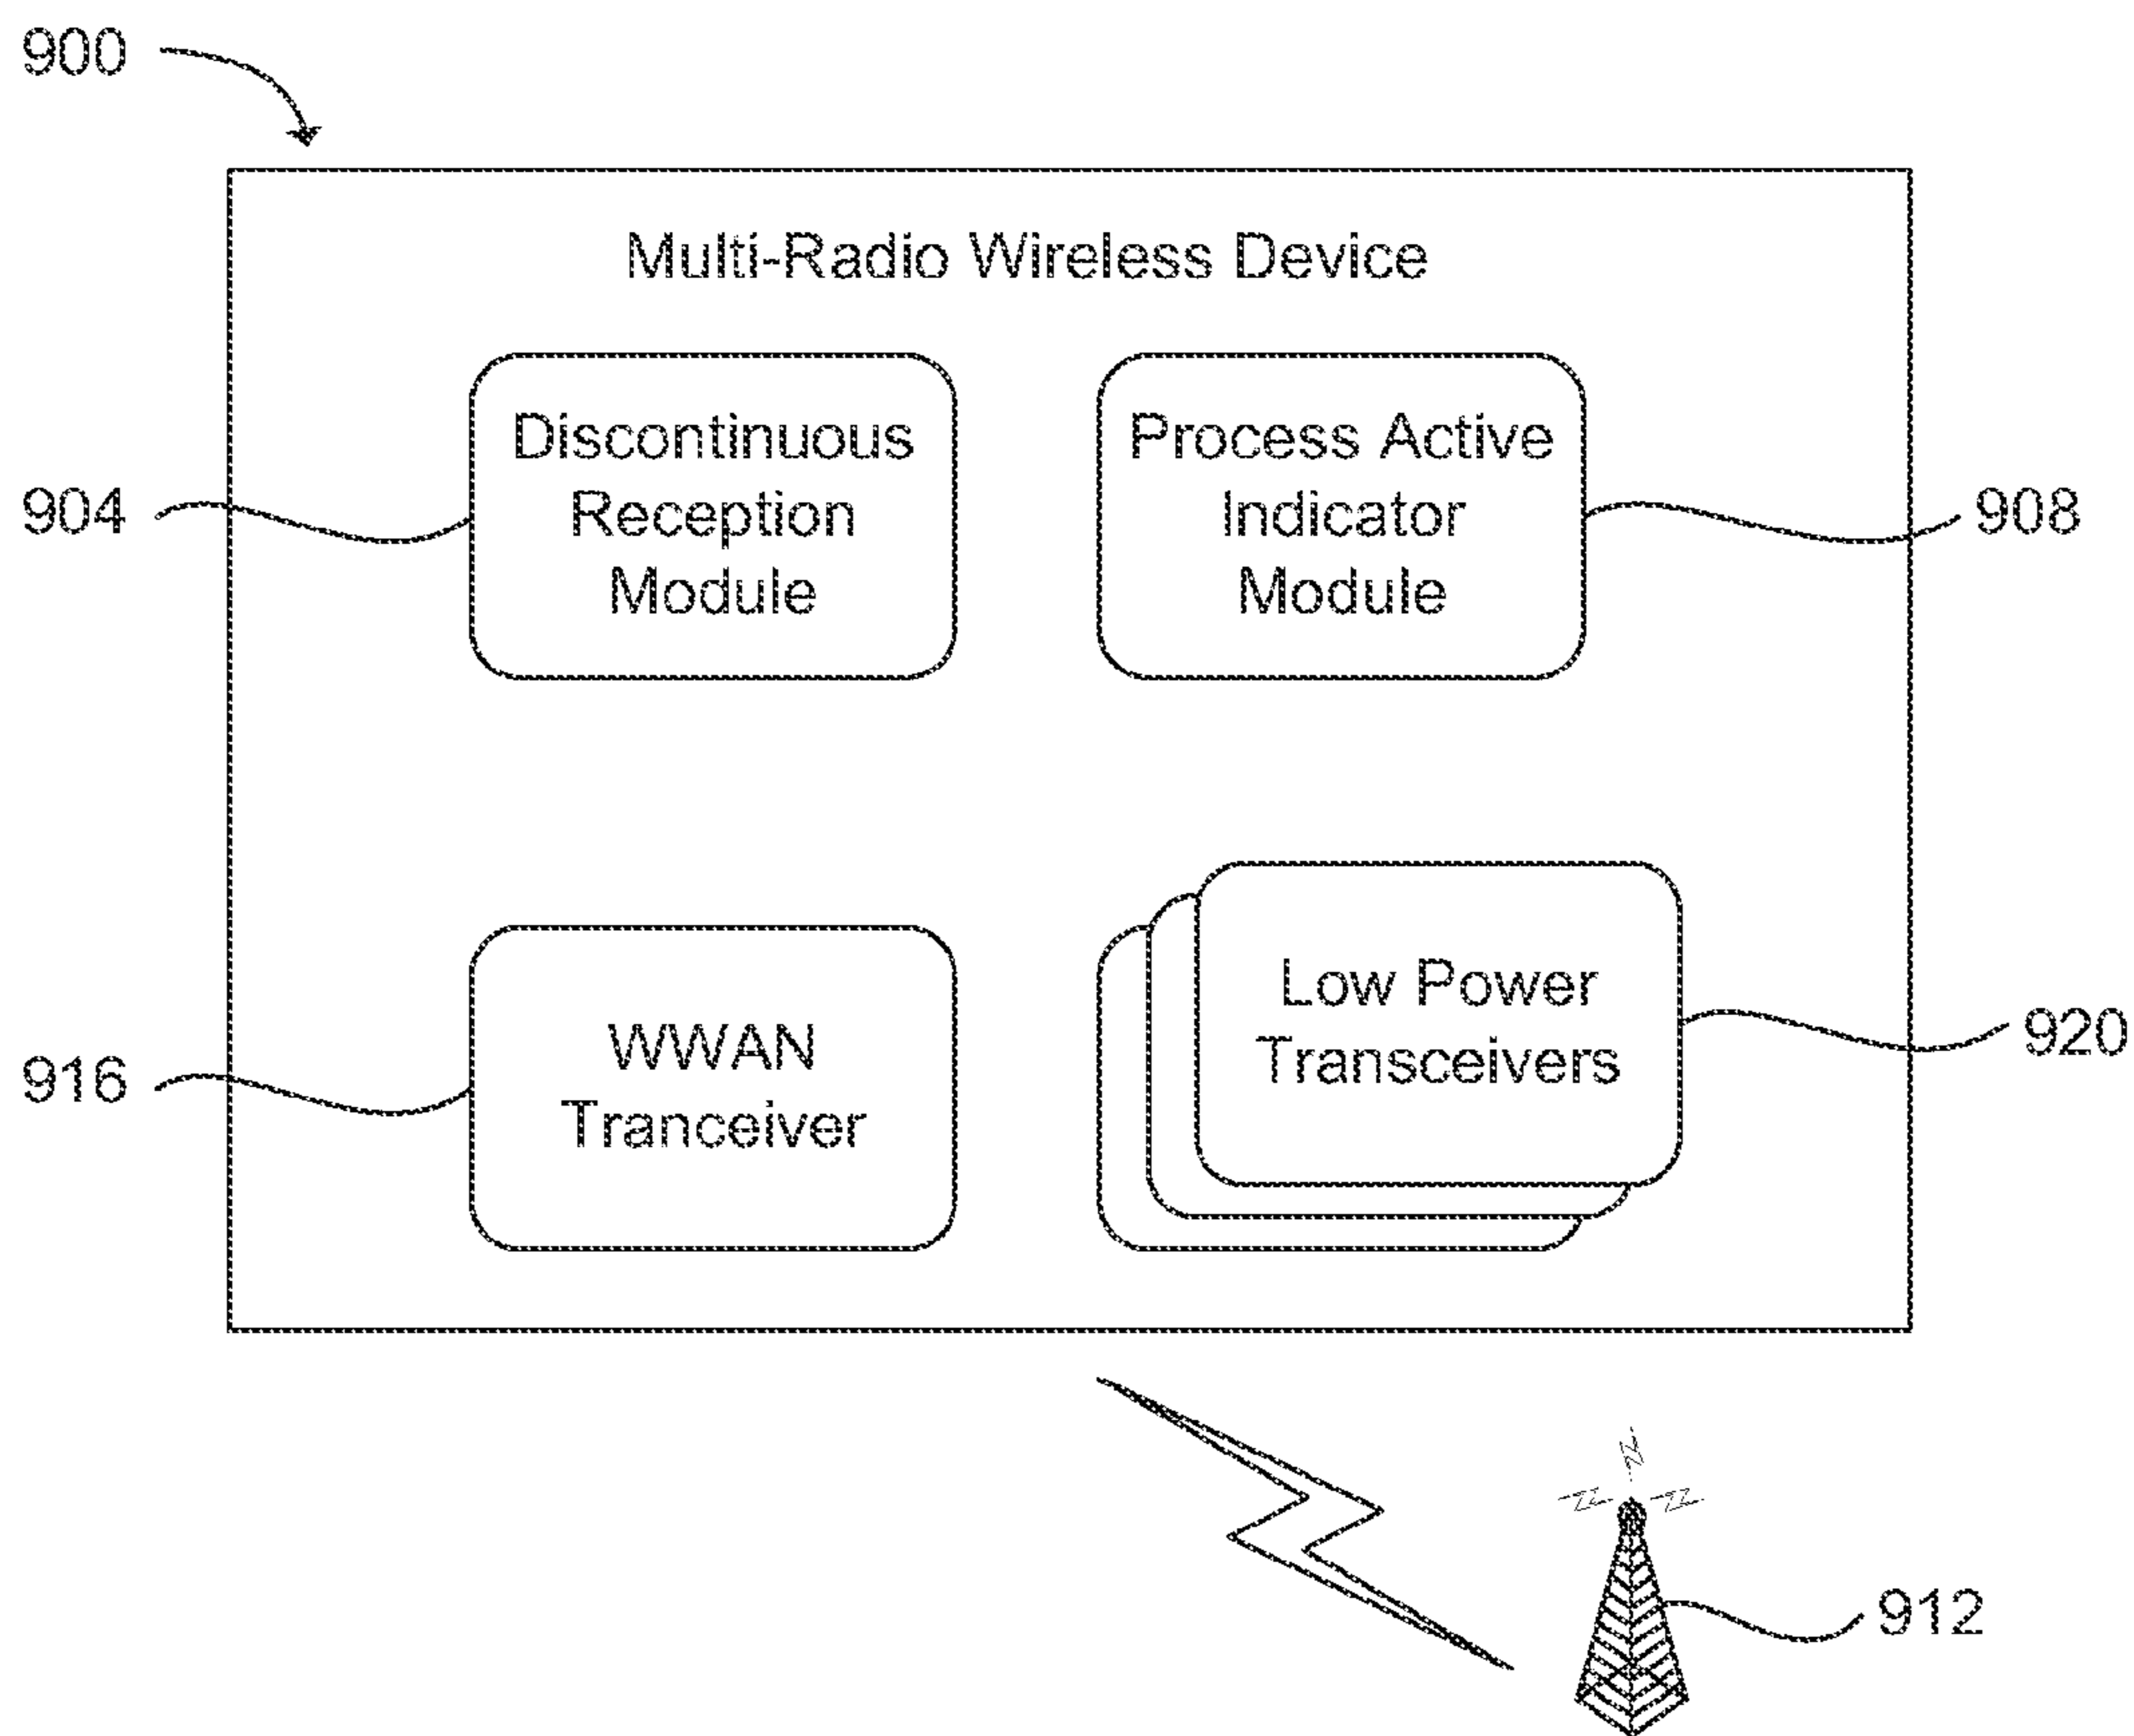 900
Multi-Radio Wireless Device
Discontinuous
Reception
Module
Process Active
Indicator
Module
904
908
WWAN
Tranceiver
Low Power
Transceivers
916
920
912